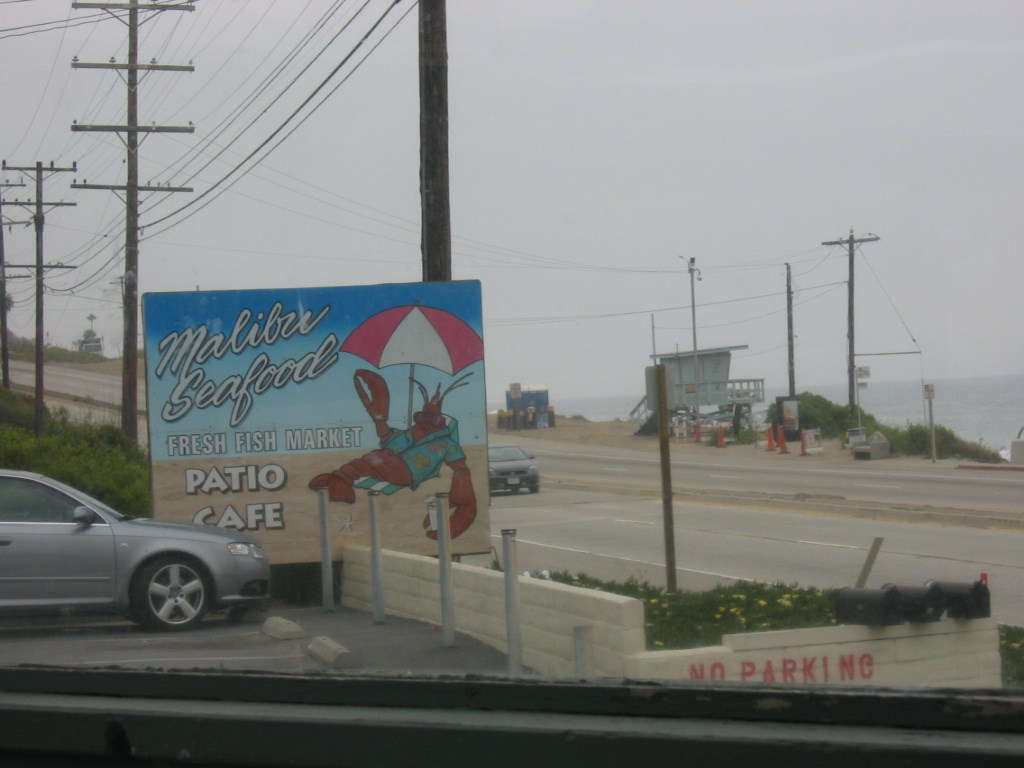 Malibu
Seafood
FRESH FISH MARKET
PATIO
CAFE
NO PARKING